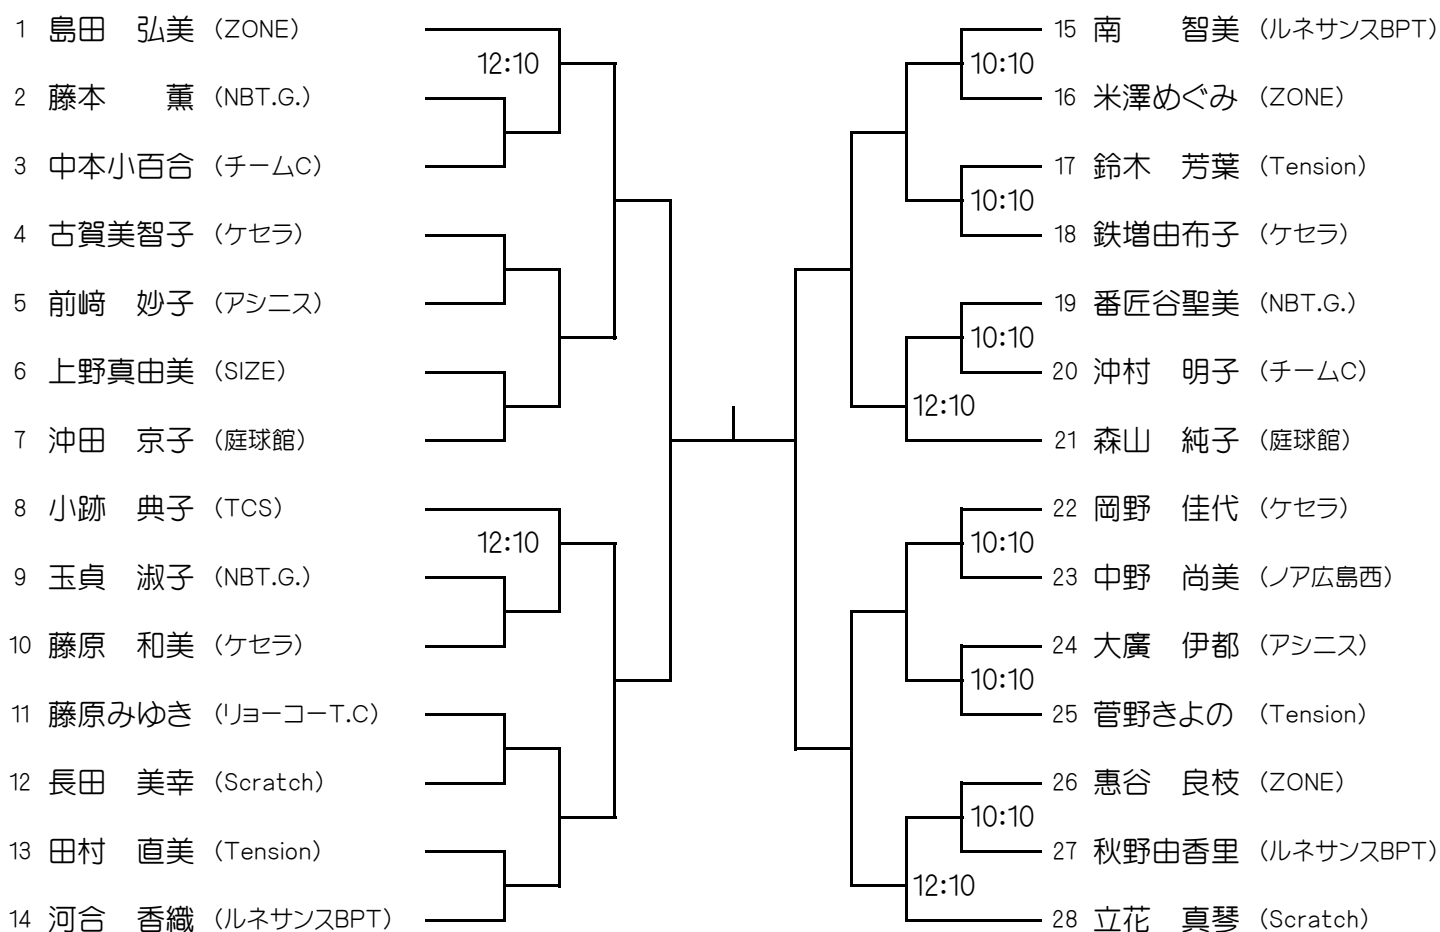 1 島田　弘美 (ZONE)
12:10
2 藤本　　薫 (NBT.G.)
3 中本小百合 (チームC)
4 古賀美智子 (ケセラ)
5 前﨑　妙子 (アシニス)
6 上野真由美 (SIZE)
7 沖田　京子 (庭球館)
8 小跡　典子 (TCS)
12:10
9 玉貞　淑子 (NBT.G.)
10 藤原　和美 (ケセラ)
11 藤原みゆき (リョーコーT.C)
12 長田　美幸 (Scratch)
13 田村　直美 (Tension)
14 河合　香織 (ルネサンスBPT)
15 南　　智美 (ルネサンスBPT)
10:10
16 米澤めぐみ (ZONE)
17 鈴木　芳葉 (Tension)
10:10
18 鉄増由布子 (ケセラ)
19 番匠谷聖美 (NBT.G.)
10:10
20 沖村　明子 (チームC)
12:10
21 森山　純子 (庭球館)
22 岡野　佳代 (ケセラ)
10:10
23 中野　尚美 (ノア広島西)
24 大廣　伊都 (アシニス)
10:10
25 菅野きよの (Tension)
26 惠谷　良枝 (ZONE)
10:10
27 秋野由香里 (ルネサンスBPT)
12:10
28 立花　真琴 (Scratch)